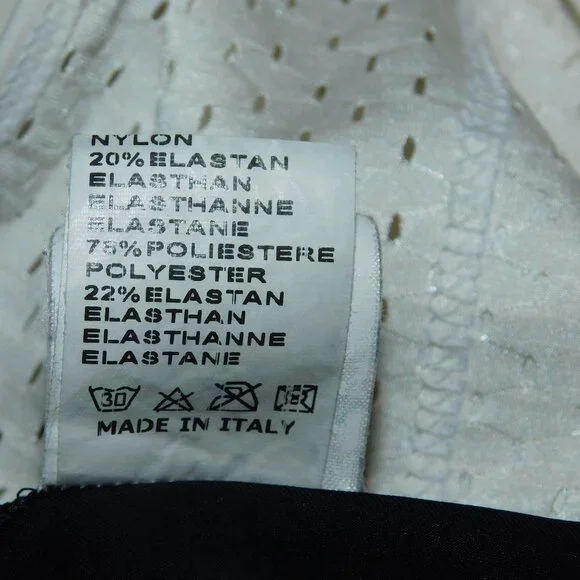 NYLON
20% ELASTAN
ELASTHAN
ELASTHANNE
ELASTANE
78% POLIESTERE
POLYESTER
22% ELASTAN
ELASTHAN
ELASTHANNE
ELASTANE
30
MADE IN ITALY